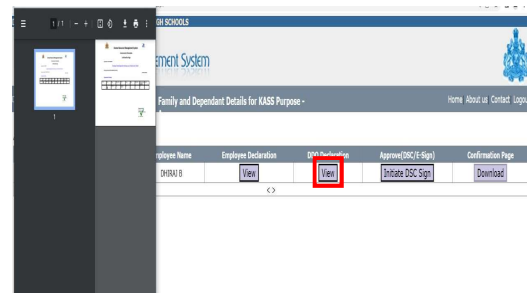 1 / 1
GH SCHOOLS
ement System
Family and Dependant Details for KASS Purpose -
Home About us Contact Logou
1
mployee Name Employee Declaration DDO Declaration Approve(DSC/E-Sign) Confirmation Page
DHIRAJ B View View Initiate DSC Sign Download